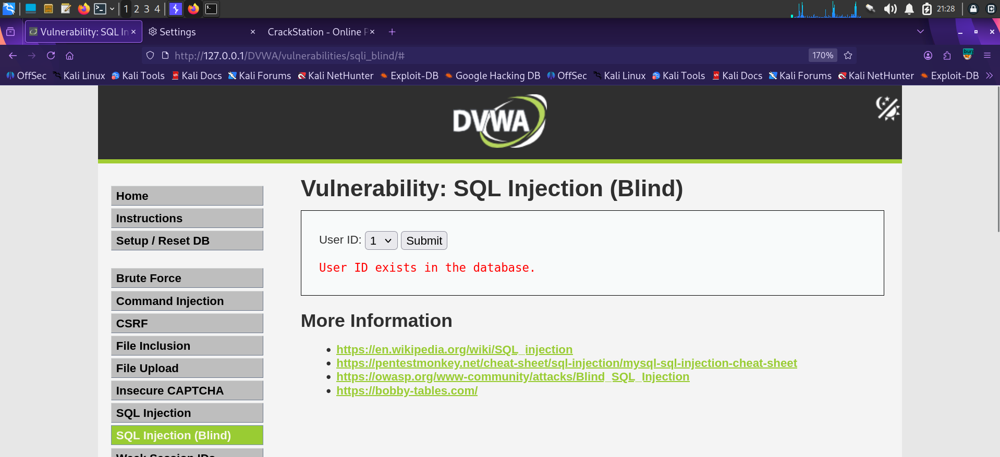 1 2 3 4 21:28
Vulnerability: SQL In Settings CrackStation - Online P
http://127.0.0.1/DVWA/vulnerabilities/sqli_blind/# 170% bur
OffSec Kali Linux Kali Tools Kali Docs Kali Forums Kali NetHunter Exploit-DB Google Hacking DB OffSec Kali Linux Kali Tools Kali Docs Kali Forums Kali NetHunter Exploit-DB
DVWA
Home
Instructions
Setup / Reset DB
Brute Force
Command Injection
CSRF
File Inclusion
File Upload
Insecure CAPTCHA
SQL Injection
SQL Injection (Blind)
Weak Session IDs
Vulnerability: SQL Injection (Blind)
User ID: 1 Submit
User ID exists in the database.
More Information
https://en.wikipedia.org/wiki/SQL_injection
https://pentestmonkey.net/cheat-sheet/sql-injection/mysql-sql-injection-cheat-sheet
https://owasp.org/www-community/attacks/Blind_SQL_Injection
https://bobby-tables.com/